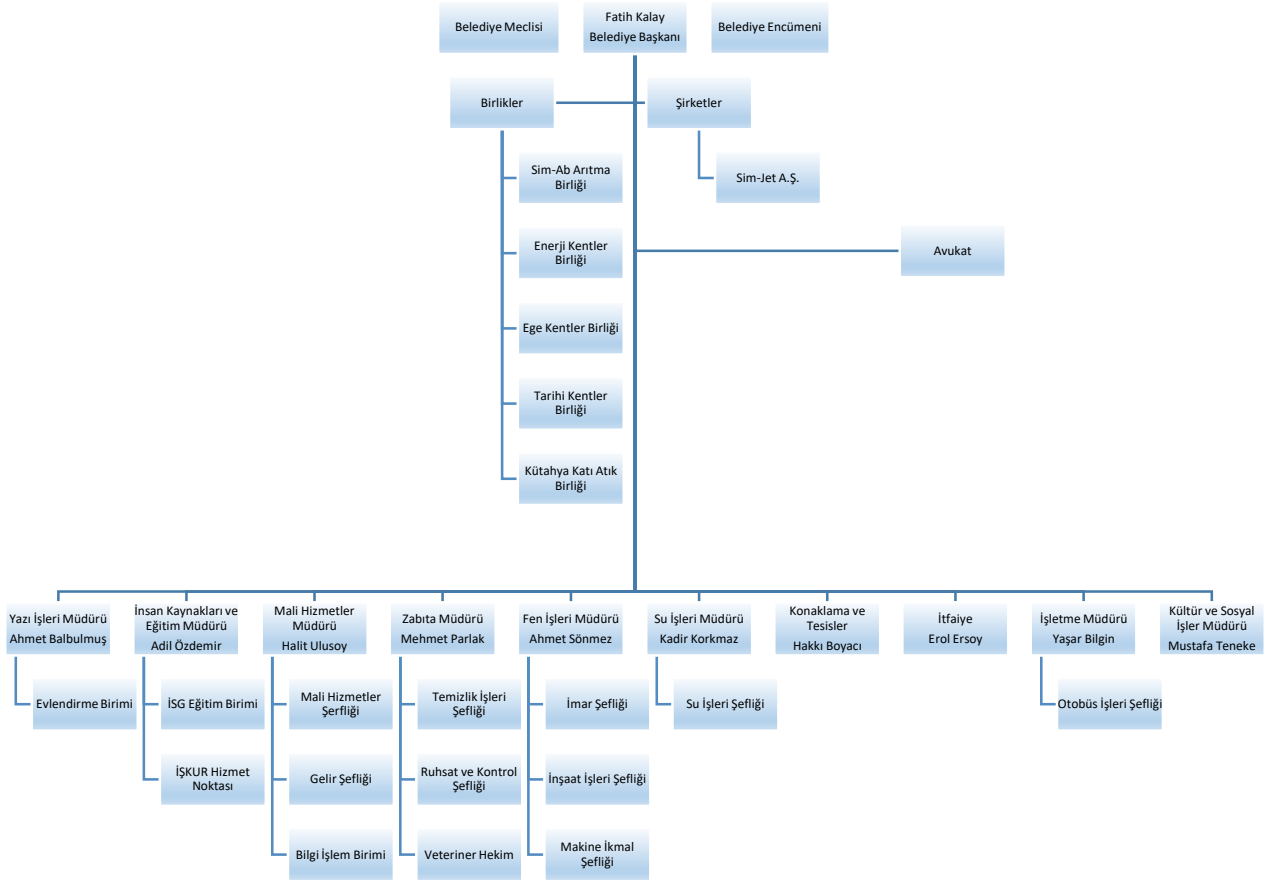 Belediye Meclisi
Fatih Kalay
Belediye Başkanı
Belediye Encümeni
Birlikler
Şirketler
Sim-Ab Arıtma
Birliği
Sim-Jet A.Ş.
Enerji Kentler
Birliği
Avukat
Ege Kentler Birliği
Tarihi Kentler
Birliği
Kütahya Katı Atık
Birliği
Yazı İşleri Müdürü
Ahmet Balbulmuş
İnsan Kaynakları ve
Eğitim Müdürü
Adil Özdemir
Mali Hizmetler
Müdürü
Halit Ulusoy
Zabıta Müdürü
Mehmet Parlak
Fen İşleri Müdürü
Ahmet Sönmez
Su İşleri Müdürü
Kadir Korkmaz
Konaklama ve
Tesisler
Hakkı Boyacı
İtfaiye
Erol Ersoy
İşletme Müdürü
Yaşar Bilgin
Kültür ve Sosyal
İşler Müdürü
Mustafa Teneke
Evlendirme Birimi
İSG Eğitim Birimi
Mali Hizmetler
Şerfliği
Temizlik İşleri
Şefliği
İmar Şefliği
Su İşleri Şefliği
Otobüs İşleri Şefliği
İŞKUR Hizmet
Noktası
Gelir Şefliği
Ruhsat ve Kontrol
Şefliği
İnşaat İşleri Şefliği
Bilgi İşlem Birimi
Veteriner Hekim
Makine İkmal
Şefliği